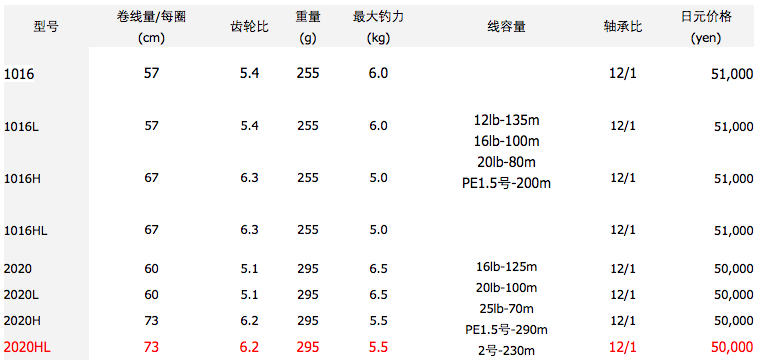 型号 卷线量/每圈 (cm) 齿轮比 重量 (g) 最大钓力 (kg) 线容量 轴承比 日元价格 (yen)
1016 57 5.4 255 6.0 12/1 51,000
1016L 57 5.4 255 6.0 12lb-135m 12/1 51,000
16lb-100m
20lb-80m
1016H 67 6.3 255 5.0 PE1.5号-200m 12/1 51,000
1016HL 67 6.3 255 5.0 12/1 51,000
2020 60 5.1 295 6.5 16lb-125m 12/1 50,000
2020L 60 5.1 295 6.5 20lb-100m 12/1 50,000
25lb-70m
2020H 73 6.2 295 5.5 PE1.5号-290m 12/1 50,000
2020HL 73 6.2 295 5.5 2号-230m 12/1 50,000